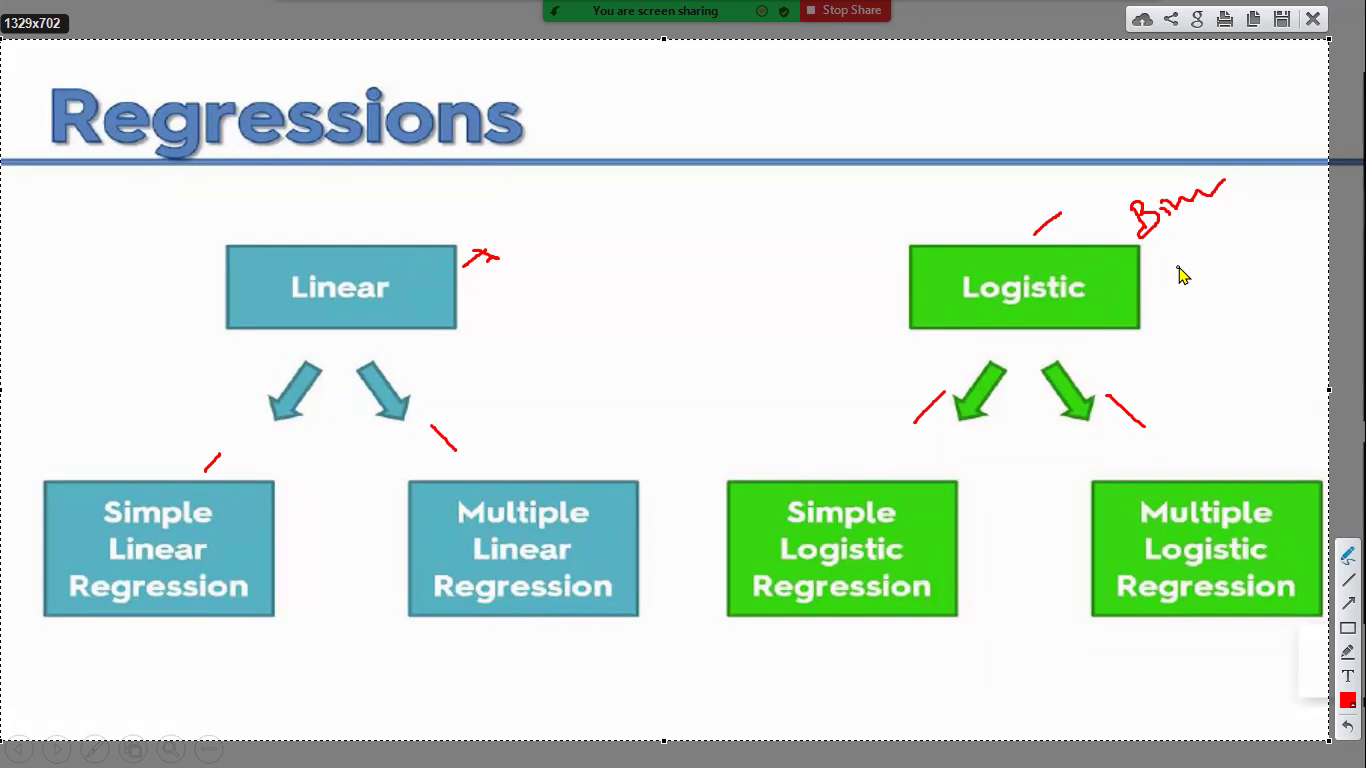 1329x702
You are screen sharing
Stop Share
Regressions
Linear
Logistic
Simple
Linear
Regression
Multiple
Linear
Regression
Simple
Logistic
Regression
Multiple
Logistic
Regression